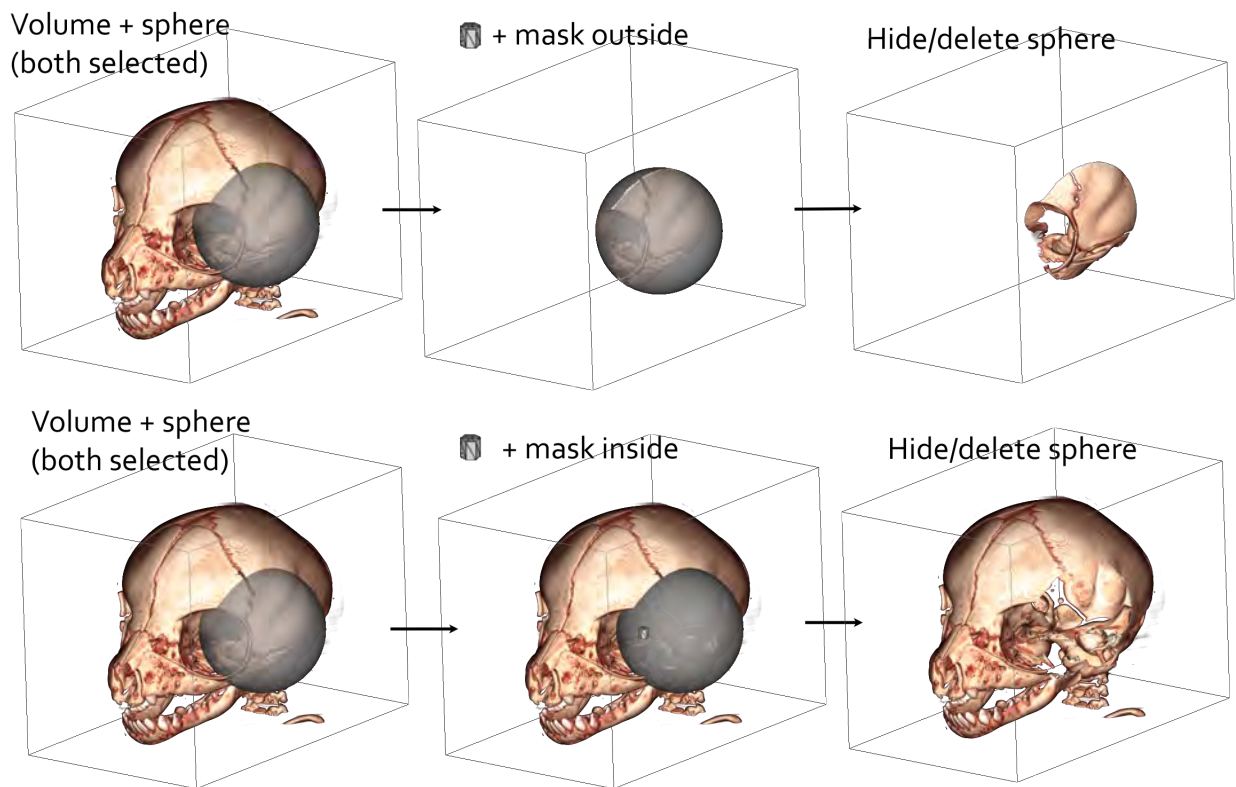 Volume + sphere
(both selected)
+ mask outside
Hide/delete sphere
Volume + sphere
(both selected)
+ mask inside
Hide/delete sphere